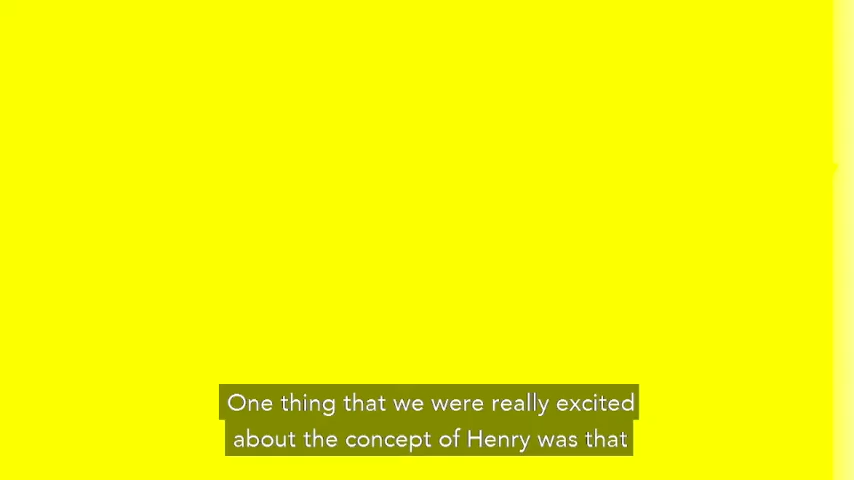 One thing that we were really excited
about the concept of Henry was that